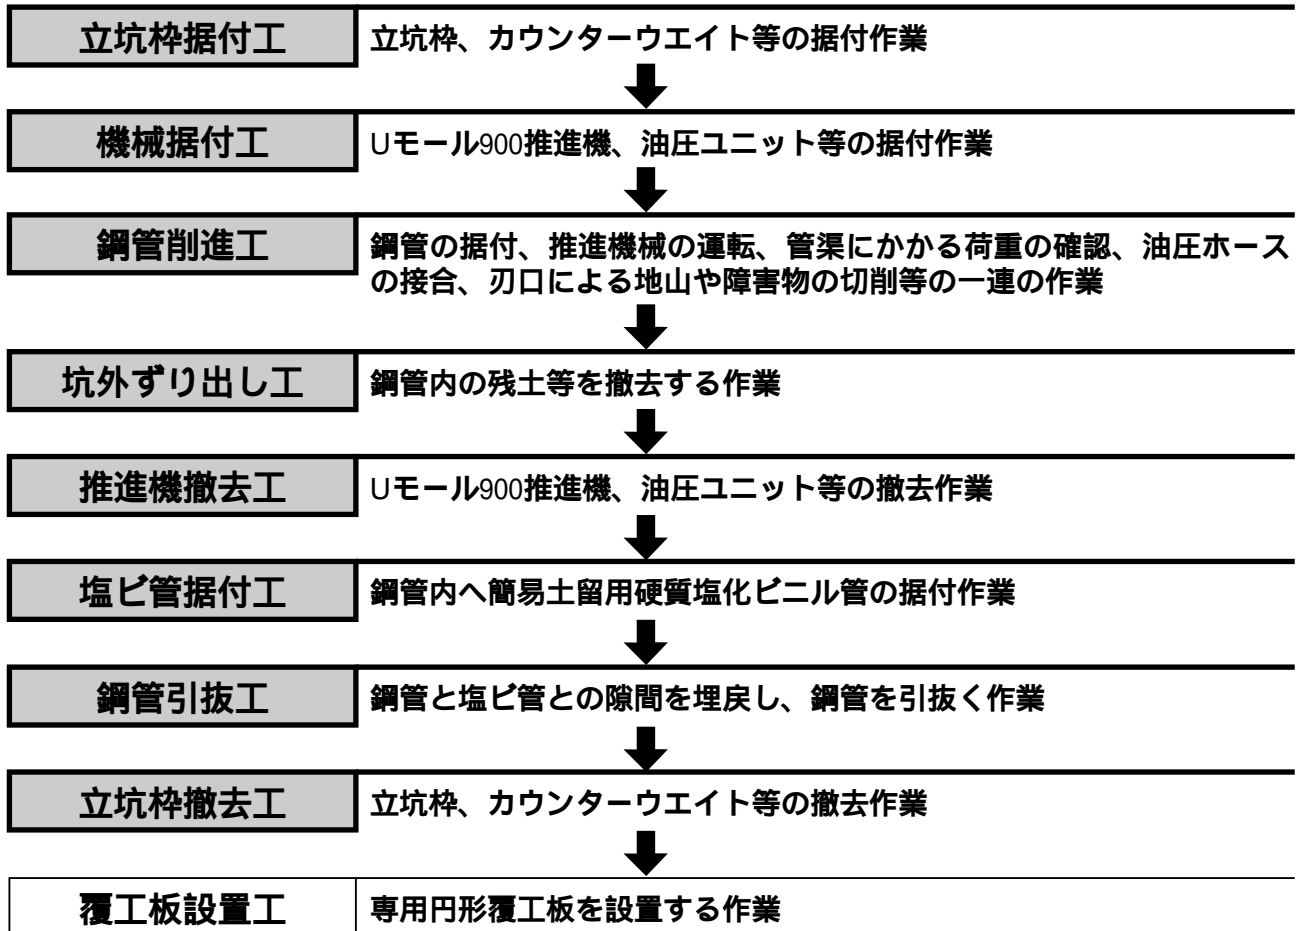 立坑枠据付工
立坑枠、カウンターウエイト等の据付作業
機械据付工
Uモール900推進機、油圧ユニット等の据付作業
鋼管削進工
鋼管の据付、推進機械の運転、管渠にかかる荷重の確認、油圧ホース
の接合、刃口による地山や障害物の切削等の一連の作業
坑外ずり出し工
鋼管内の残土等を撤去する作業
推進機撤去工
Uモール900推進機、油圧ユニット等の撤去作業
塩ビ管据付工
鋼管内へ簡易土留用硬質塩化ビニル管の据付作業
鋼管引抜工
鋼管と塩ビ管との隙間を埋戻し、鋼管を引抜く作業
立坑枠撤去工
立坑枠、カウンターウエイト等の撤去作業
覆工板設置工
専用円形覆工板を設置する作業